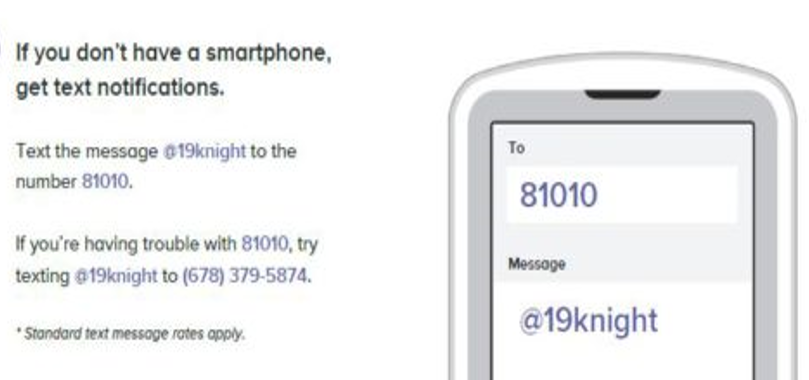 If you don't have a smartphone,
get text notifications.
Text the message @19knight to the
number 81010.
If you're having trouble with 81010, try
texting @19knight to (678) 379-5874.
* Standard text message rates apply.
To
81010
Message
@19knight